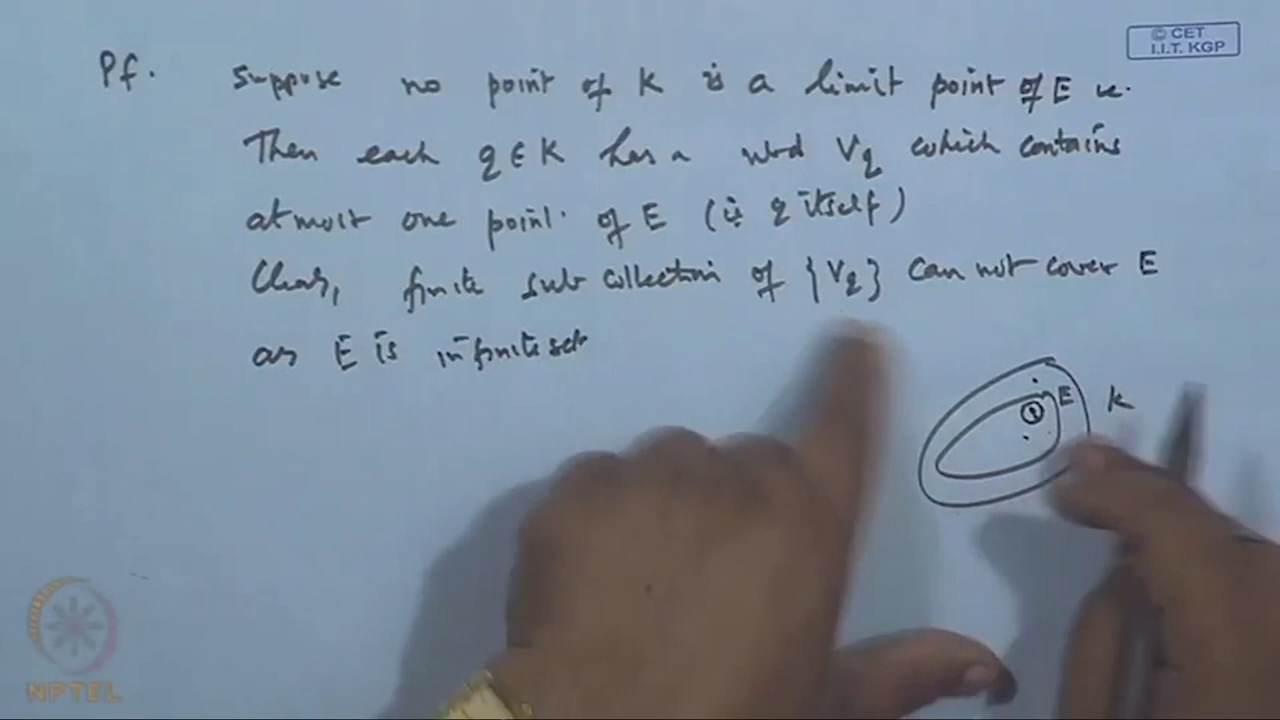 © CET
I.I.T. KGP
Pf. Suppose no point of K is a limit point of E ie.
Then each q ∈ K has a nbd Vq which contains
atmost one point of E (ie q itself)
finite sub collection of {Vq} can not cover E
as E is infinite set
E K
NPTEL